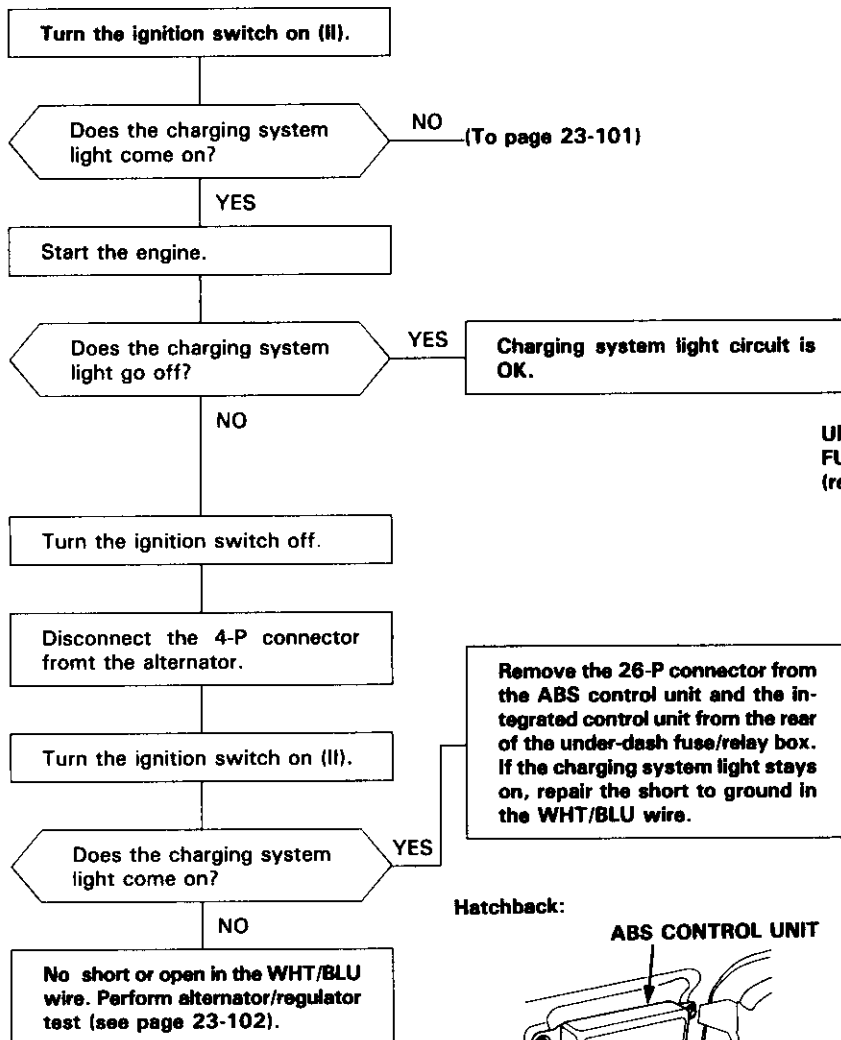 Turn the ignition switch on (II).
Does the charging system
light come on?
NO
(To page 23-101)
YES
Start the engine.
Does the charging system
light go off?
YES
Charging system light circuit is
OK.
NO
Turn the ignition switch off.
Disconnect the 4-P connector
fromt the alternator.
Turn the ignition switch on (II).
Does the charging system
light come on?
YES
Remove the 26-P connector from
the ABS control unit and the in-
tegrated control unit from the rear
of the under-dash fuse/relay box.
If the charging system light stays
on, repair the short to ground in
the WHT/BLU wire.
NO
No short or open in the WHT/BLU
wire. Perform alternator/regulator
test (see page 23-102).
Hatchback:
ABS CONTROL UNIT